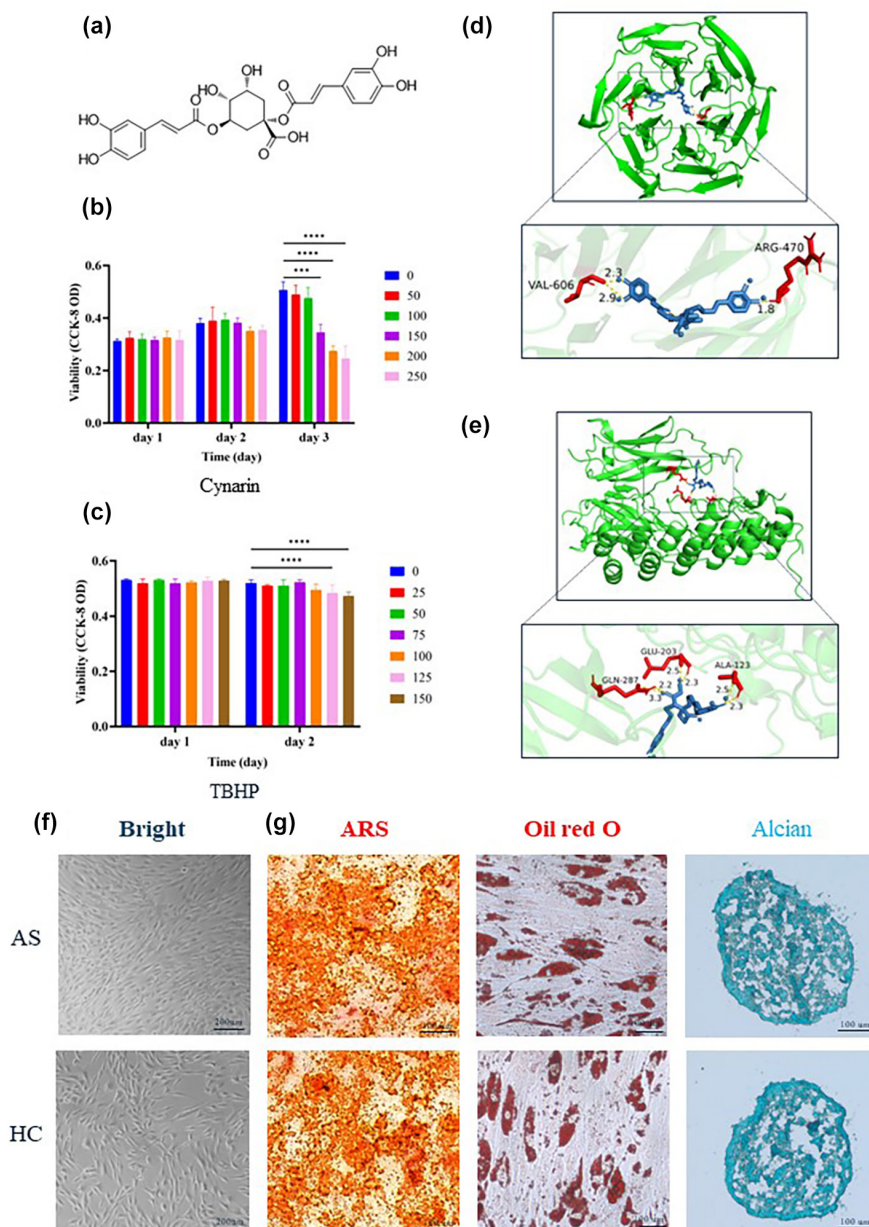 (a)
OH
OH
HO
OH
O
O
HO
O
O
OH
HO
O
(b)
****
****
***
Viability (CCK-8 OD)
0.6
0.4
0.2
0.0
day 1
day 2
day 3
Time (day)
Cynarin
0
50
100
150
200
250
(c)
****
****
Viability (CCK-8 OD)
0.6
0.4
0.2
0.0
day 1
day 2
Time (day)
TBHP
0
25
50
75
100
125
150
(d)
ARG-470
VAL-606
2.3
2.9
1.8
(e)
GLU-203
GLN-287
ALA-123
2.5
2.3
2.2
3.3
2.5
2.3
(f)
Bright
(g)
ARS
Oil red O
Alcian
AS
200um
100 um
HC
200um
100 um